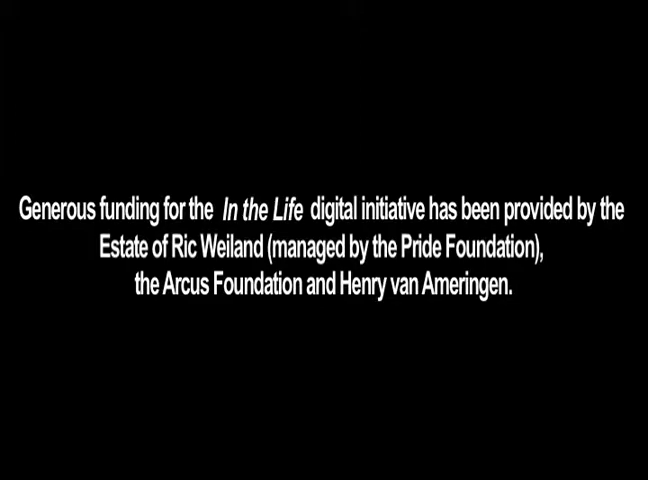 Generous funding for the In the Life digital initiative has been provided by the
Estate of Ric Weiland (managed by the Pride Foundation),
the Arcus Foundation and Henry van Ameringen.